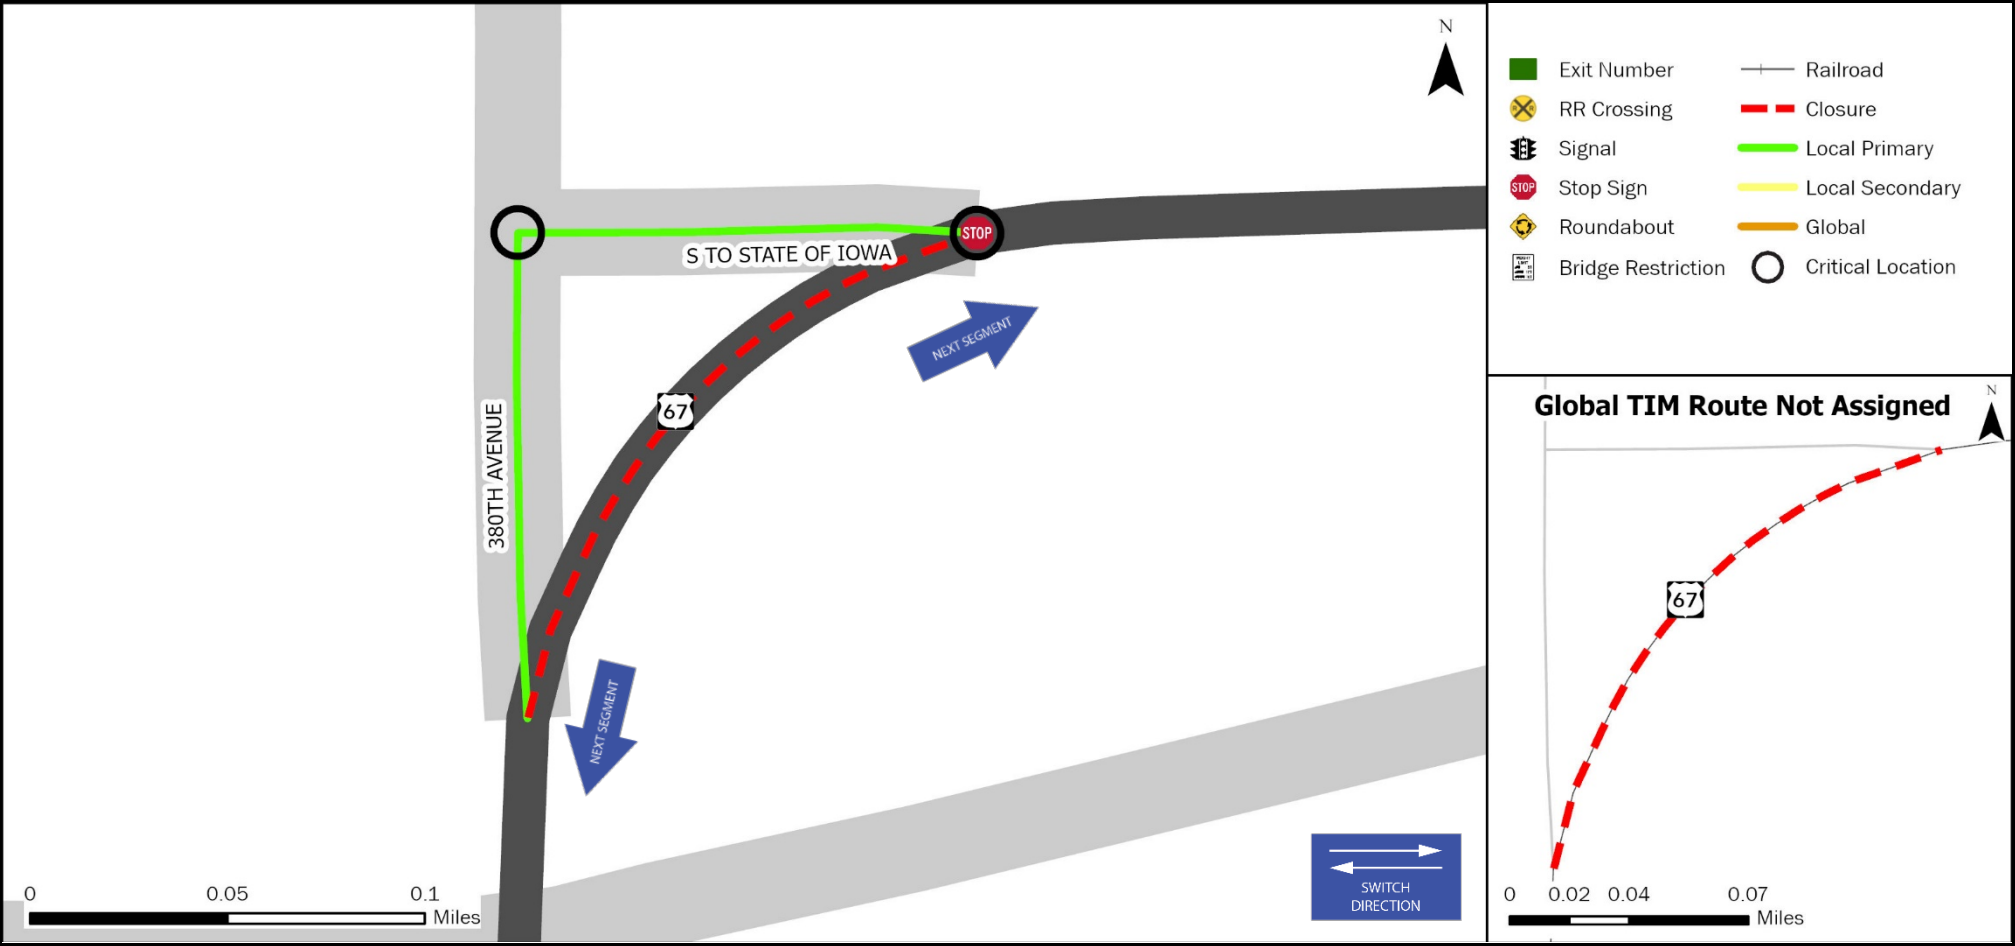 N
S TO STATE OF IOWA
STOP
NEXT SEGMENT
67
380TH AVENUE
NEXT SEGMENT
0 0.05 0.1
Miles
SWITCH
DIRECTION
Exit Number
RR Crossing
Signal
STOP Stop Sign
Roundabout
Bridge Restriction
Railroad
Closure
Local Primary
Local Secondary
Global
Critical Location
Global TIM Route Not Assigned
N
67
0 0.02 0.04 0.07
Miles